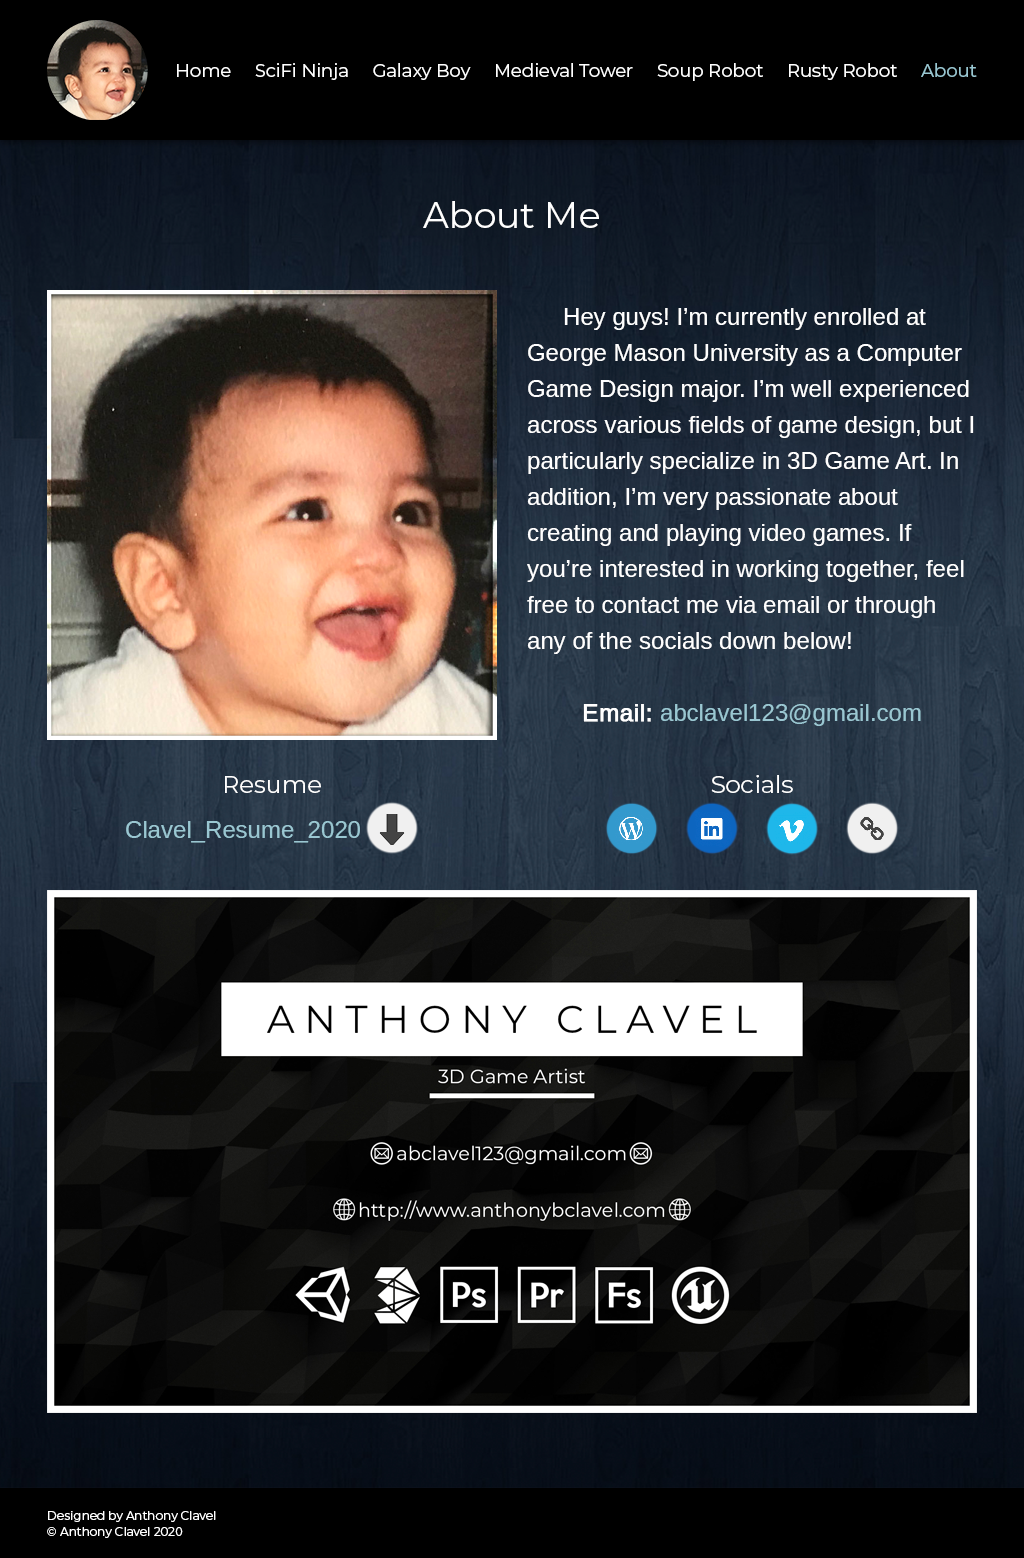 Home SciFi Ninja Galaxy Boy Medieval Tower Soup Robot Rusty Robot About
About Me
Hey guys! I’m currently enrolled at
George Mason University as a Computer
Game Design major. I’m well experienced
across various fields of game design, but I
particularly specialize in 3D Game Art. In
addition, I’m very passionate about
creating and playing video games. If
you’re interested in working together, feel
free to contact me via email or through
any of the socials down below!
Email: abclavel123@gmail.com
Resume
Clavel_Resume_2020
Socials
ANTHONY CLAVEL
3D Game Artist
abclavel123@gmail.com
http://www.anthonybclavel.com
Ps Pr Fs
Designed by Anthony Clavel
© Anthony Clavel 2020